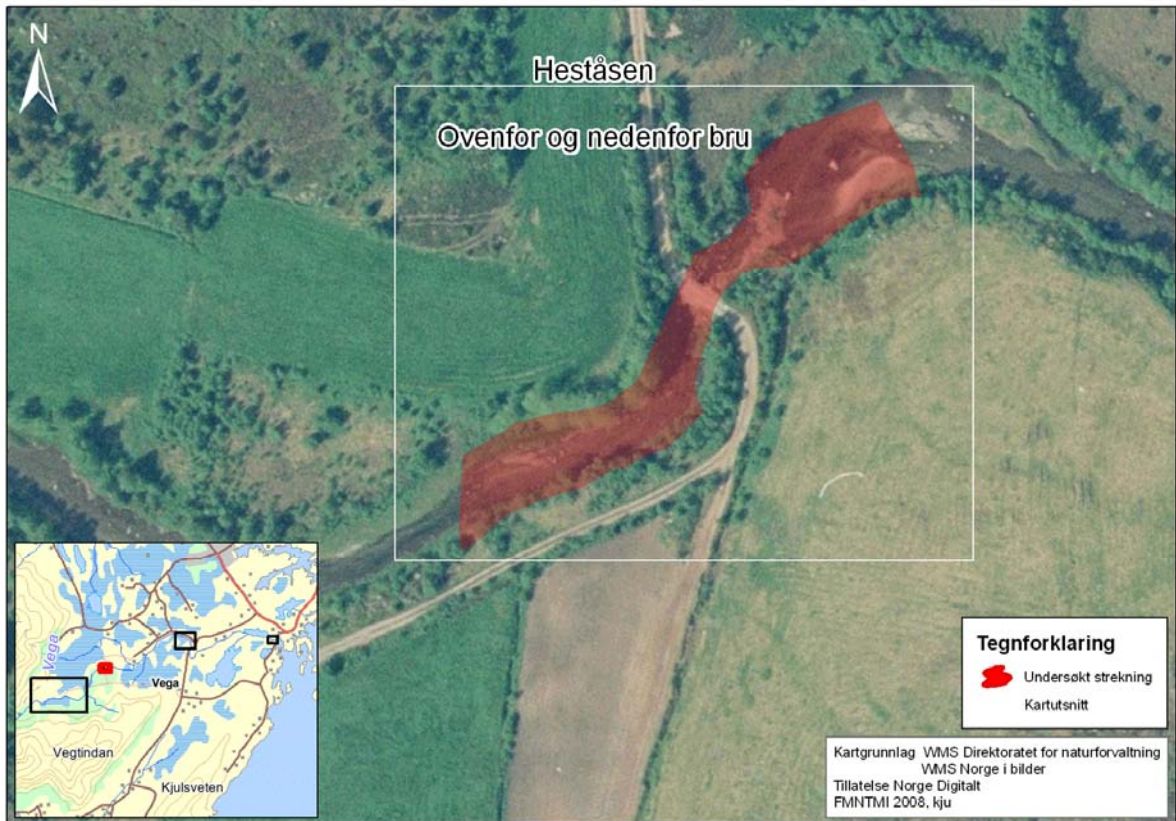 N
Heståsen
Ovenfor og nedenfor bru
Vega
Vega
Vegtindan
Kjulsveten
Tegnforklaring
Undersøkt strekning
Kartutsnitt
Kartgrunnlag WMS Direktoratet for naturforvaltning
WMS Norge i bilder
Tillatelse Norge Digitalt
FMNTMI 2008, kju